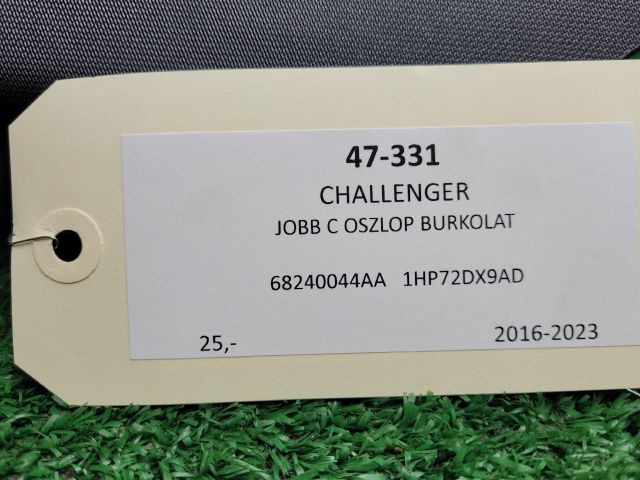 47-331
CHALLENGER
JOBB C OSZLOP BURKOLAT
68240044AA 1HP72DX9AD
25,- 2016-2023